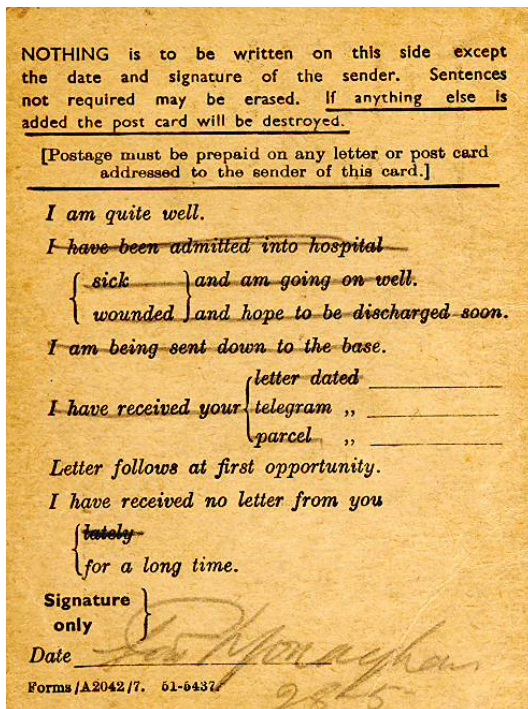 NOTHING is to be written on this side except
the date and signature of the sender. Sentences
not required may be erased. If anything else is
added the post card will be destroyed.
[Postage must be prepaid on any letter or post card
addressed to the sender of this card.]
I am quite well.
I have been admitted into hospital
sick and am going on well.
wounded and hope to be discharged soon.
I am being sent down to the base.
letter dated
I have received your telegram ,,
parcel ,,
Letter follows at first opportunity.
I have received no letter from you
lately
for a long time.
Signature
only
Monaghan
Date
Forms/A2042/7. 51-5437.